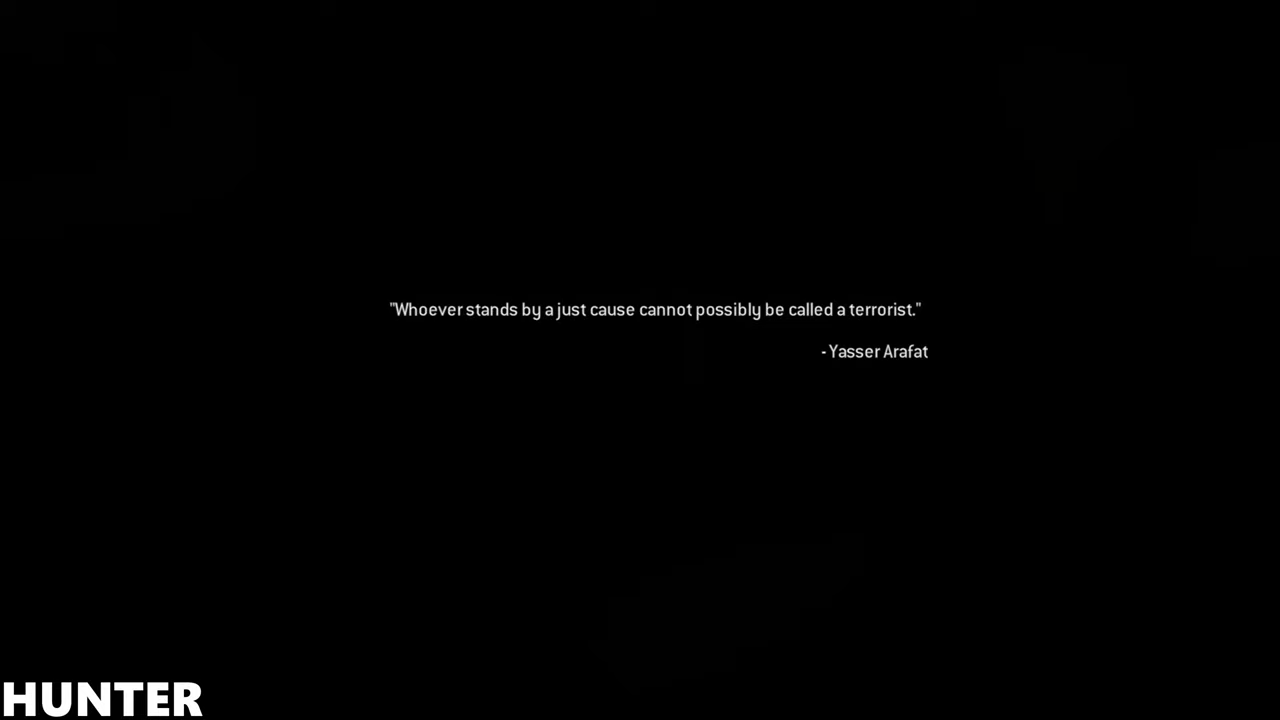 "Whoever stands by a just cause cannot possibly be called a terrorist."
- Yasser Arafat
HUNTER